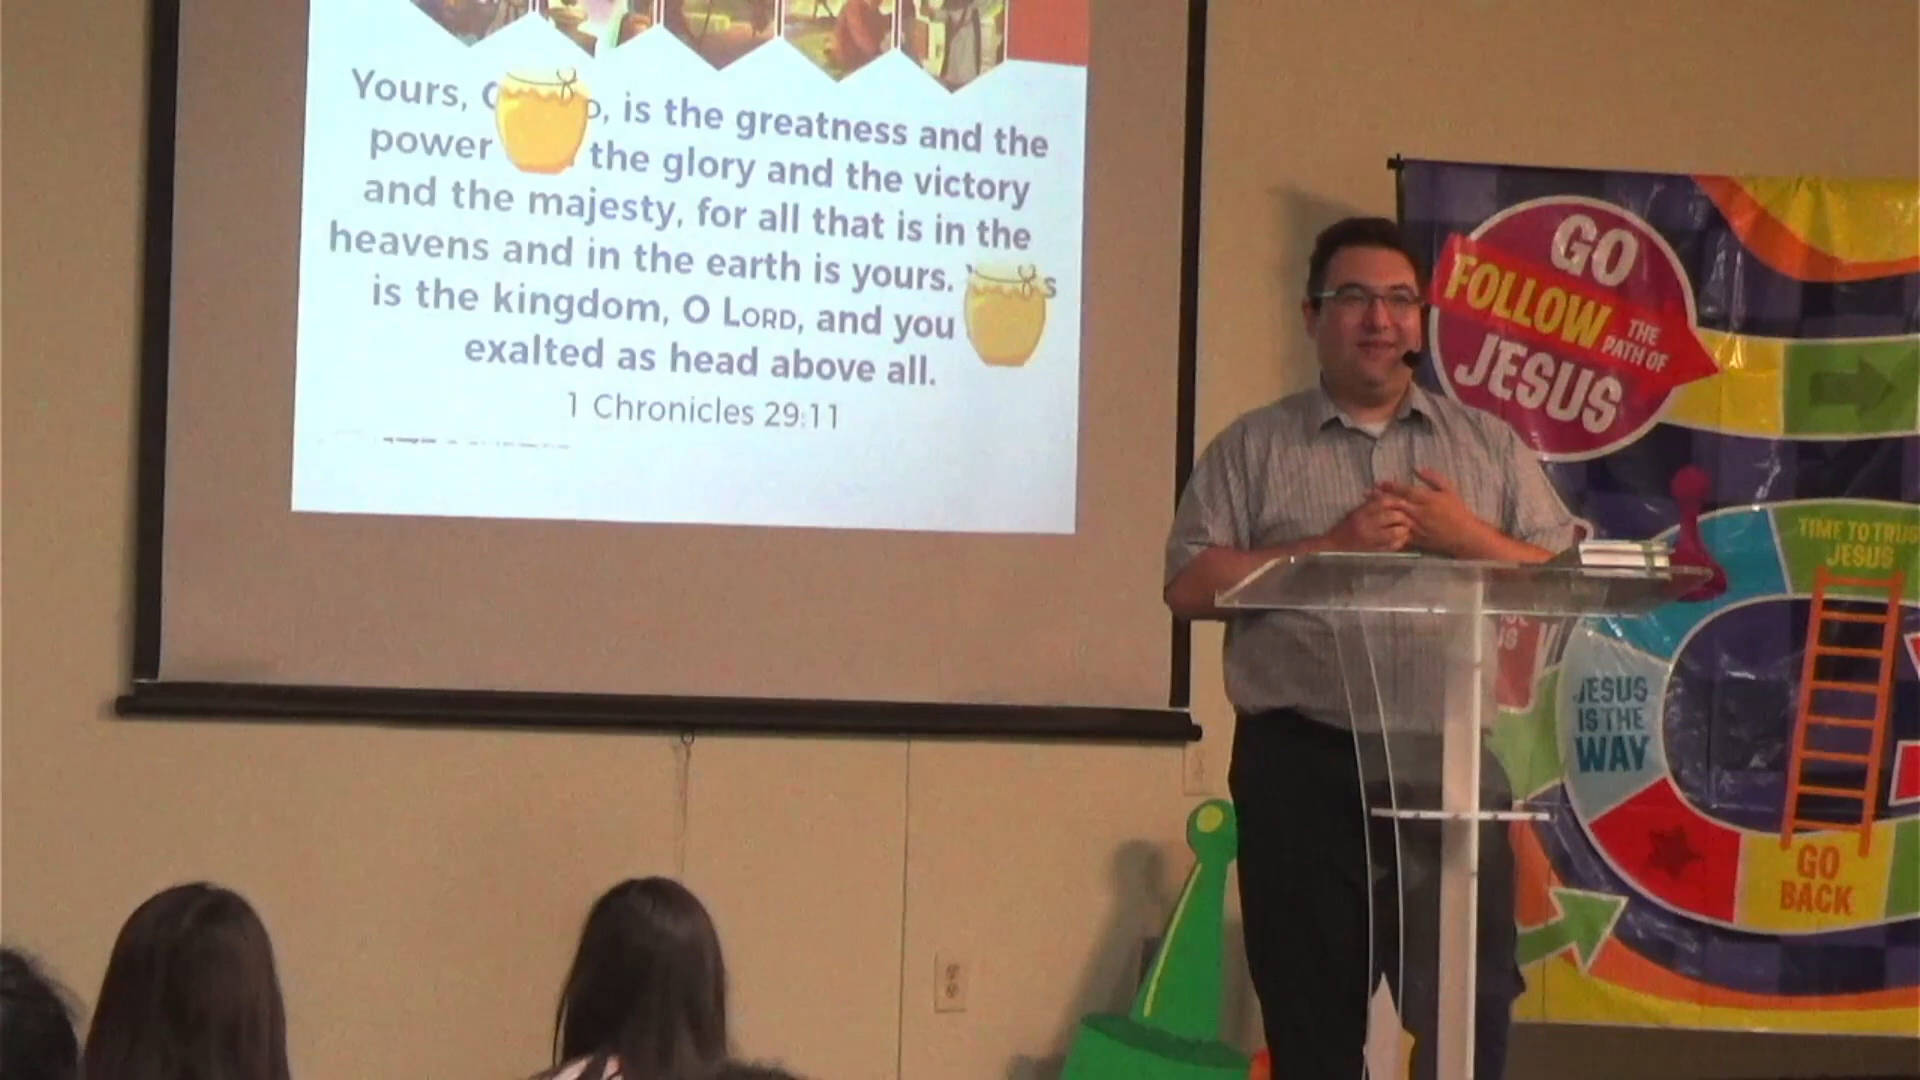 Yours, is the greatness and the
power the glory and the victory
and the majesty, for all that is in the
heavens and in the earth is yours.
is the kingdom, O LORD, and you
exalted as head above all.
1 Chronicles 29:11
GO
FOLLOW THE
PATH OF
JESUS
TIME TO TRUST
JESUS
JESUS
IS THE
WAY
GO
BACK